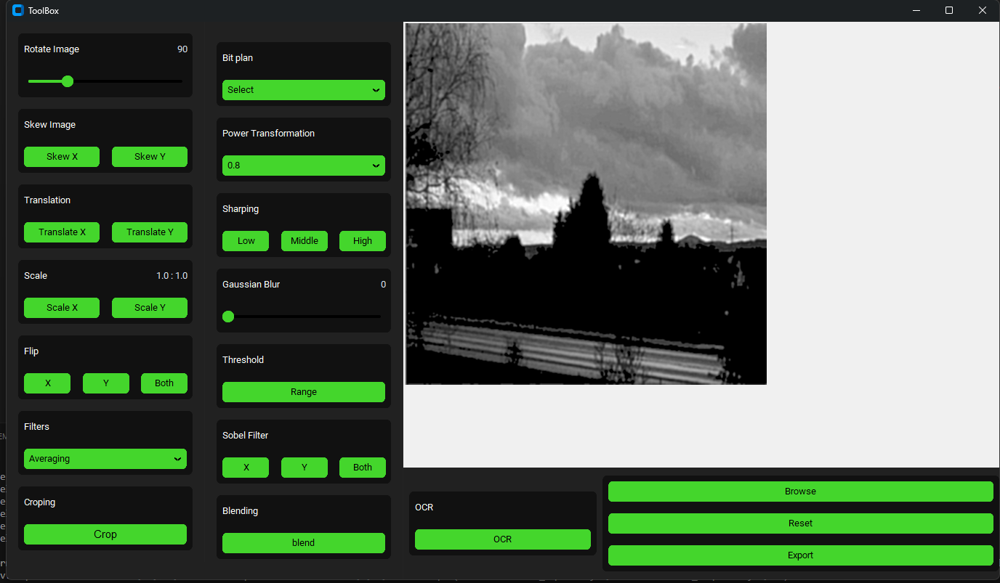 ToolBox
Rotate Image 90
Skew Image
Skew X Skew Y
Translation
Translate X Translate Y
Scale 1.0 : 1.0
Scale X Scale Y
Flip
X Y Both
Filters
Averaging
Croping
Crop
Bit plan
Select
Power Transformation
0.8
Sharping
Low Middle High
Gaussian Blur 0
Threshold
Range
Sobel Filter
X Y Both
Blending
blend
OCR
OCR
Browse
Reset
Export